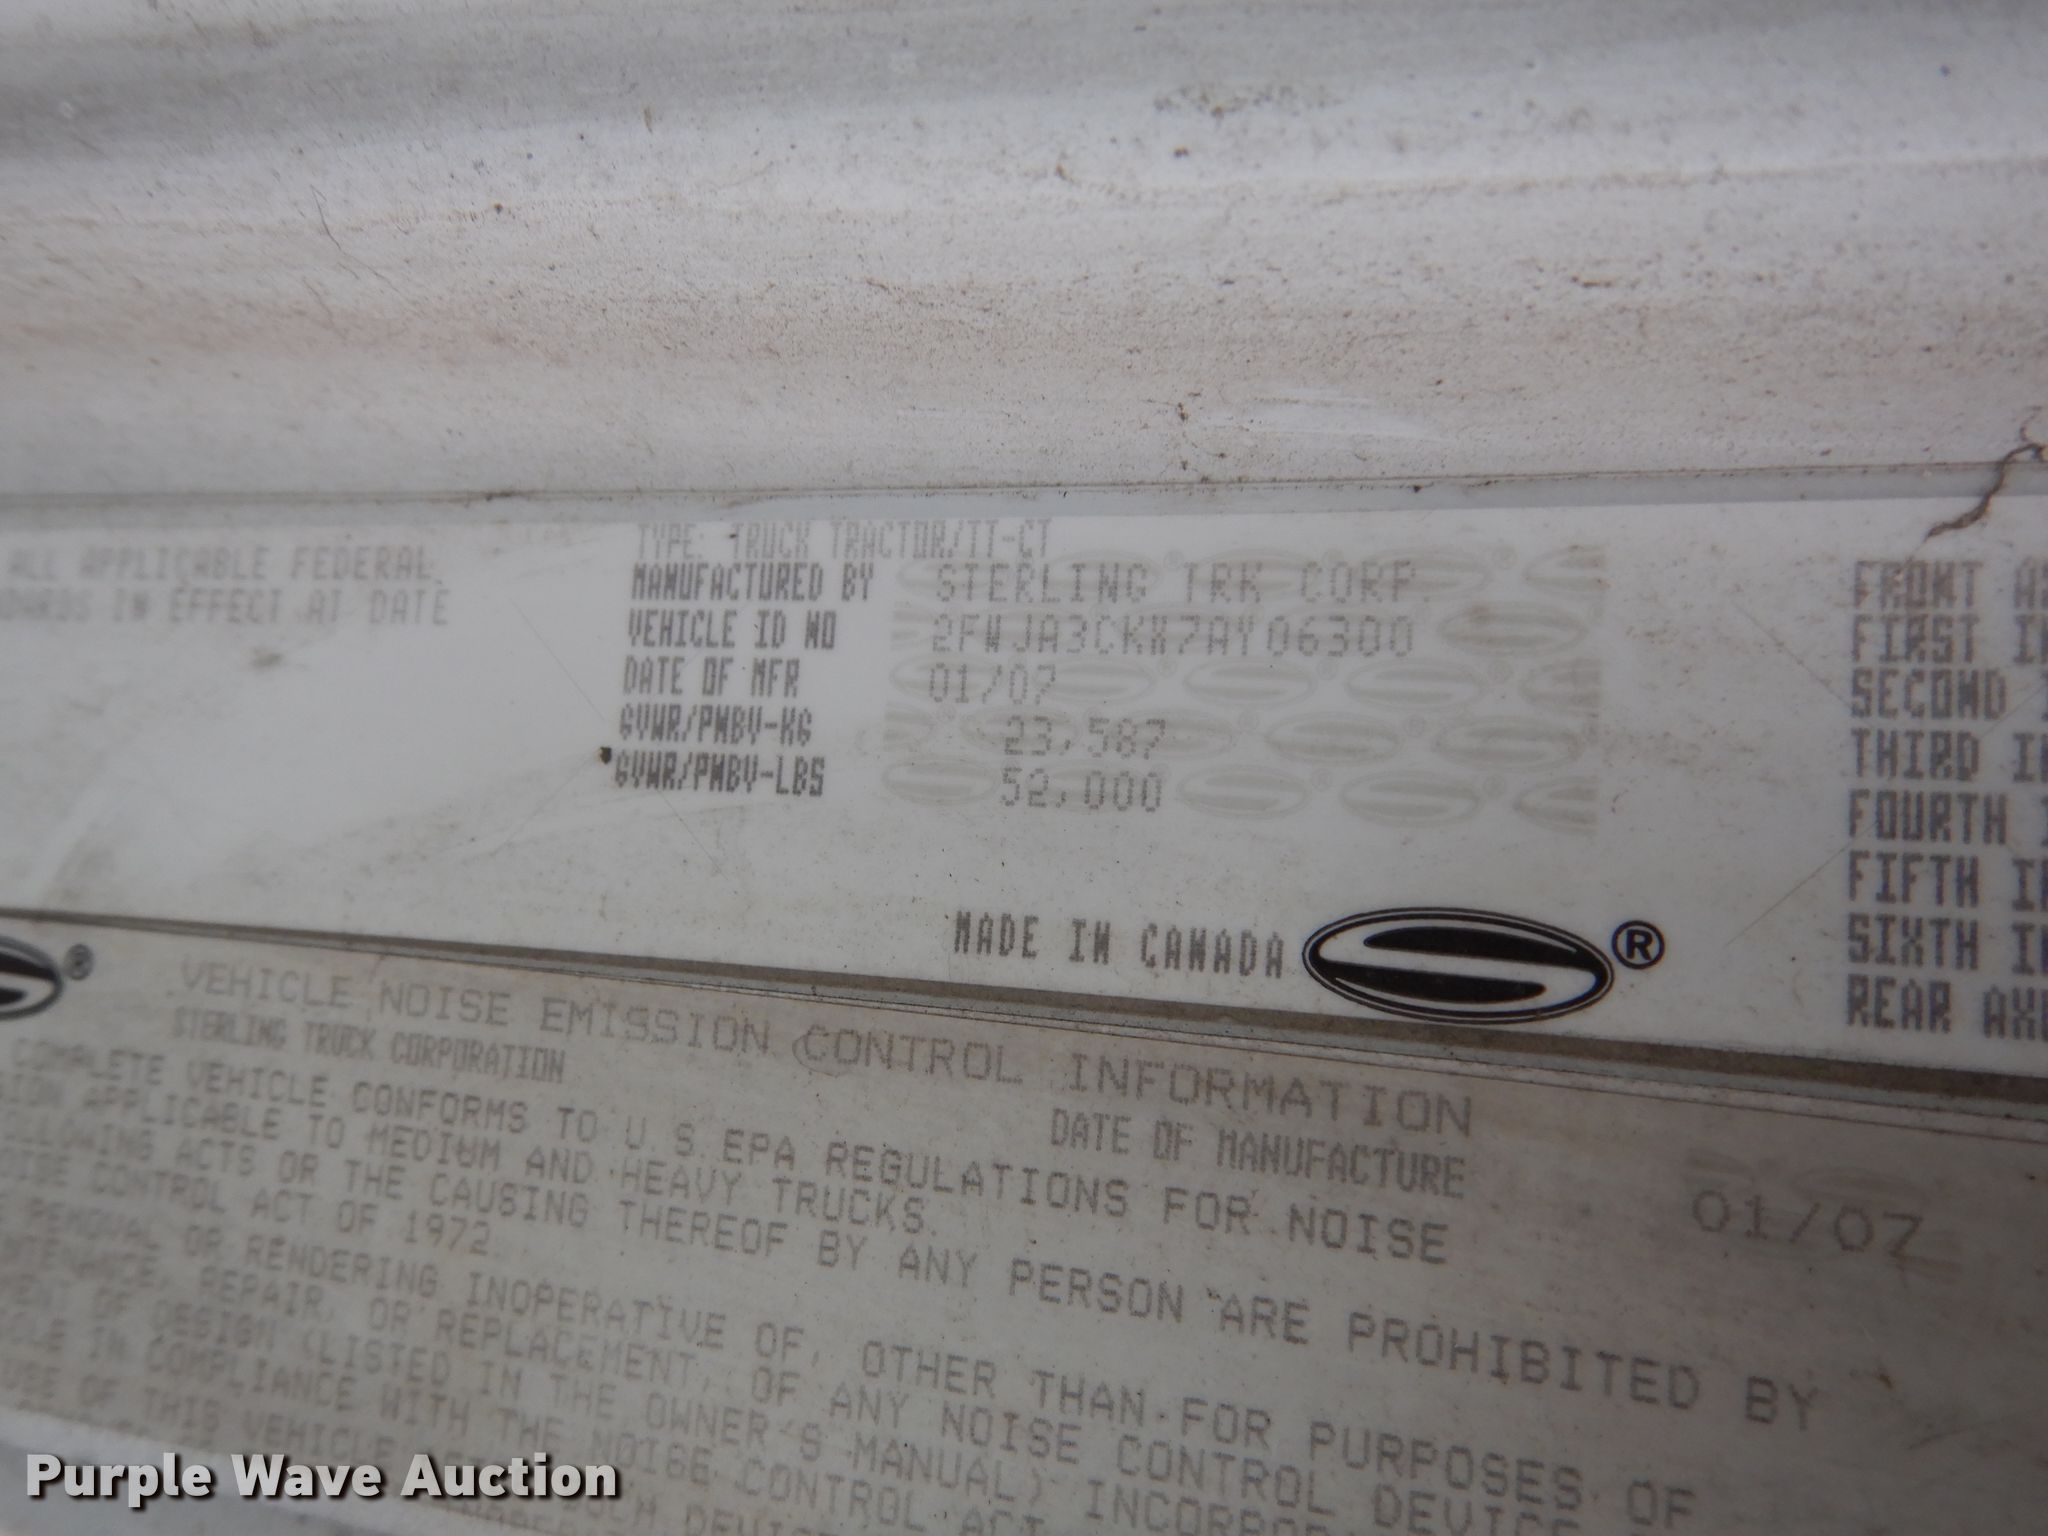 ALL APPLICABLE FEDERAL
IN EFFECT AT DATE
TYPE: TRUCK TRACTOR/TT-CT
MANUFACTURED BY STERLING TRK CORP.
VEHICLE ID NO 2FWJA3CKX7AY06300
DATE OF MFR 01/07
GVWR/PNBV-KG 23,587
GVWR/PNBV-LBS 52,000
MADE IN CANADA ®
FRONT
FIRST
SECOND
THIRD
FOURTH
FIFTH
SIXTH
REAR
®
VEHICLE NOISE EMISSION CONTROL INFORMATION
STERLING TRUCK CORPORATION
DATE OF MANUFACTURE 01/07
COMPLETE VEHICLE CONFORMS TO U.S EPA REGULATIONS FOR NOISE
APPLICABLE TO MEDIUM AND HEAVY TRUCKS.
ACTS OR THE CAUSING THEREOF BY ANY PERSON ARE PROHIBITED BY
CONTROL ACT OF 1972.
REMOVAL OR RENDERING INOPERATIVE OF, OTHER THAN FOR PURPOSES OF
REPAIR, OR REPLACEMENT, OF ANY NOISE CONTROL DEVICE
OF DESIGN (LISTED IN THE OWNER'S MANUAL)
IN COMPLIANCE WITH THE NOISE CONTROL ACT
OF THIS VEHICLE
Purple Wave Auction